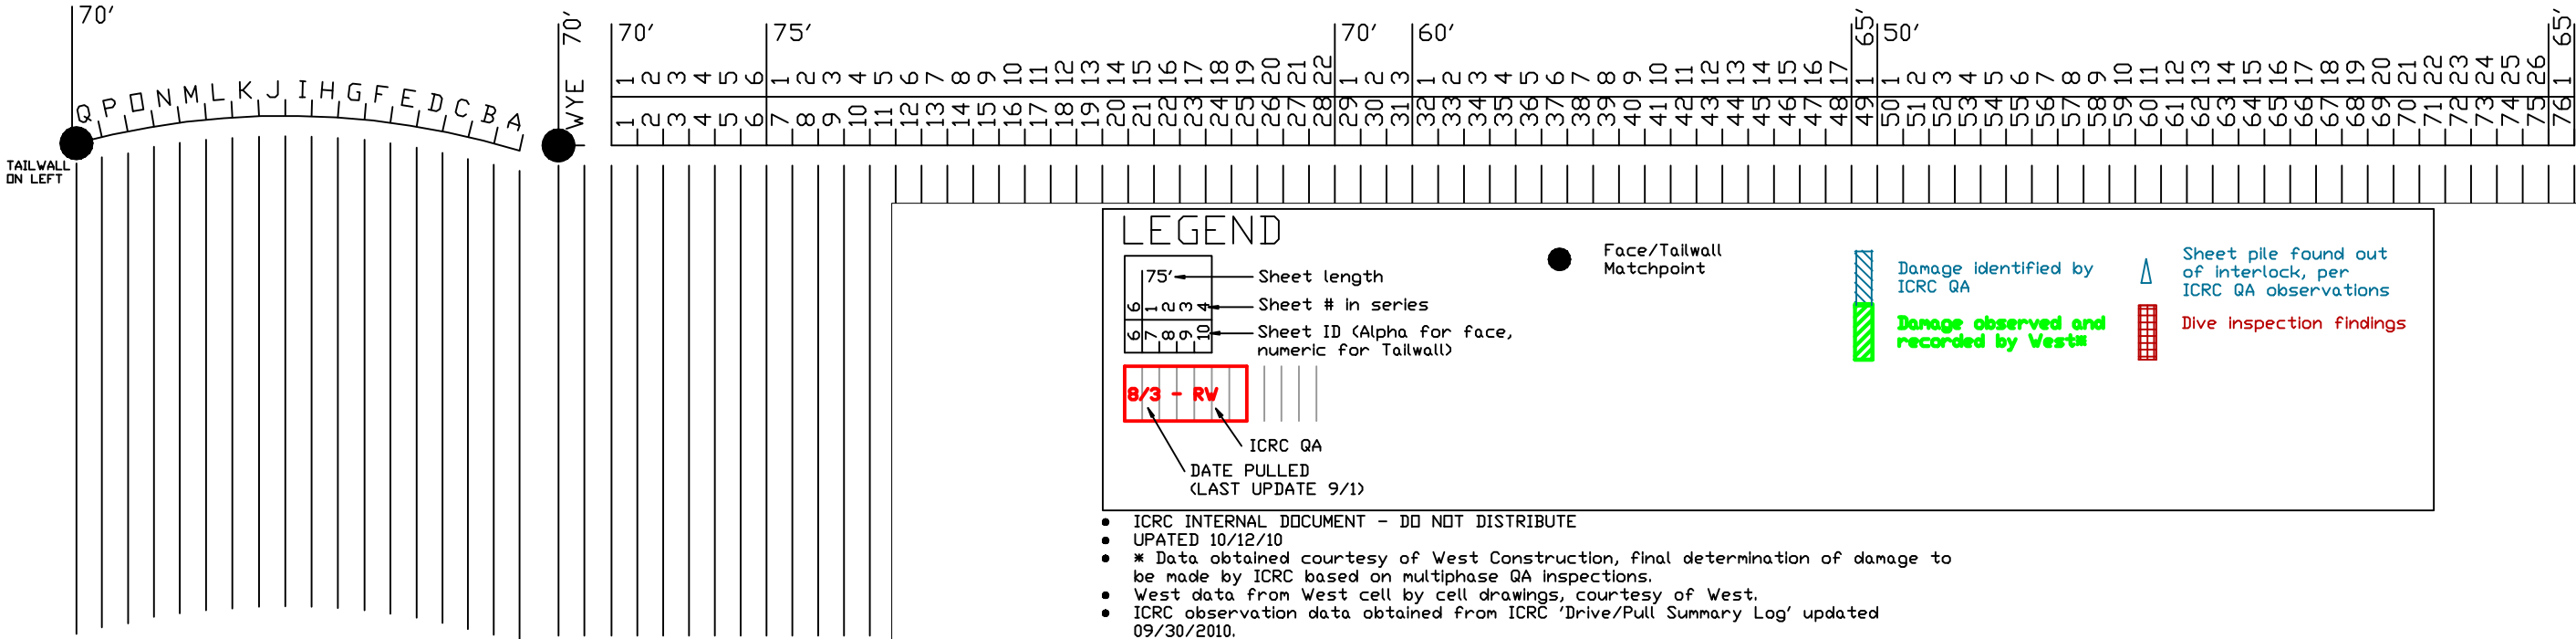 70' 70' 70' 75' 70' 60' 65' 50' 65'
Q P O N M L K J I H G F E D C B A
WYE
1 2 3 4 5 6 1 2 3 4 5 6 7 8 9 10 11 12 13 14 15 16 17 18 19 20 21 22 1 2 3 1 2 3 4 5 6 7 8 9 10 11 12 13 14 15 16 17 1 1 2 3 4 5 6 7 8 9 10 11 12 13 14 15 16 17 18 19 20 21 22 23 24 25 26 1
1 2 3 4 5 6 7 8 9 10 11 12 13 14 15 16 17 18 19 20 21 22 23 24 25 26 27 28 29 30 31 32 33 34 35 36 37 38 39 40 41 42 43 44 45 46 47 48 49 50 51 52 53 54 55 56 57 58 59 60 61 62 63 64 65 66 67 68 69 70 71 72 73 74 75 76
TAILWALL
ON LEFT
LEGEND
75'
6 1 2 3 4
6 7 8 9 10
Sheet length
Sheet # in series
Sheet ID (Alpha for face,
numeric for Tailwall)
8/3 - RW
ICRC QA
DATE PULLED
(LAST UPDATE 9/1)
Face/Tailwall
Matchpoint
Damage identified by
ICRC QA
Damage observed and
recorded by West*
Sheet pile found out
of interlock, per
ICRC QA observations
Dive inspection findings
• ICRC INTERNAL DOCUMENT - DO NOT DISTRIBUTE
• UPATED 10/12/10
• * Data obtained courtesy of West Construction, final determination of damage to
be made by ICRC based on multiphase QA inspections.
• West data from West cell by cell drawings, courtesy of West.
• ICRC observation data obtained from ICRC 'Drive/Pull Summary Log' updated
09/30/2010.